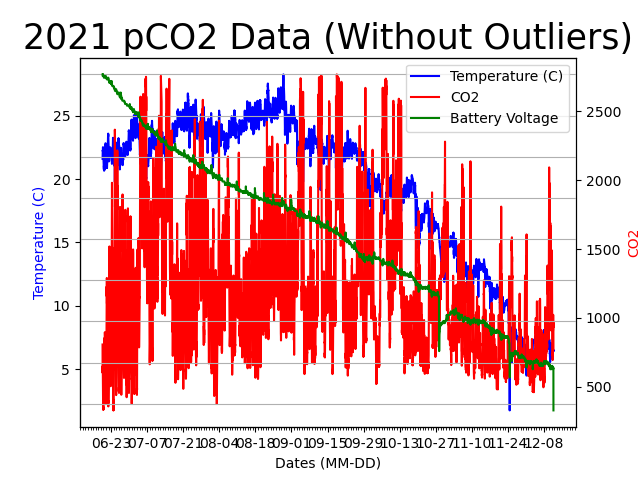 2021 pCO2 Data (Without Outliers)
Temperature (C)
CO2
Battery Voltage
25
20
15
10
5
2500
2000
1500
1000
500
Temperature (C)
CO2
06-23 07-07 07-21 08-04 08-18 09-01 09-15 09-29 10-13 10-27 11-10 11-24 12-08
Dates (MM-DD)